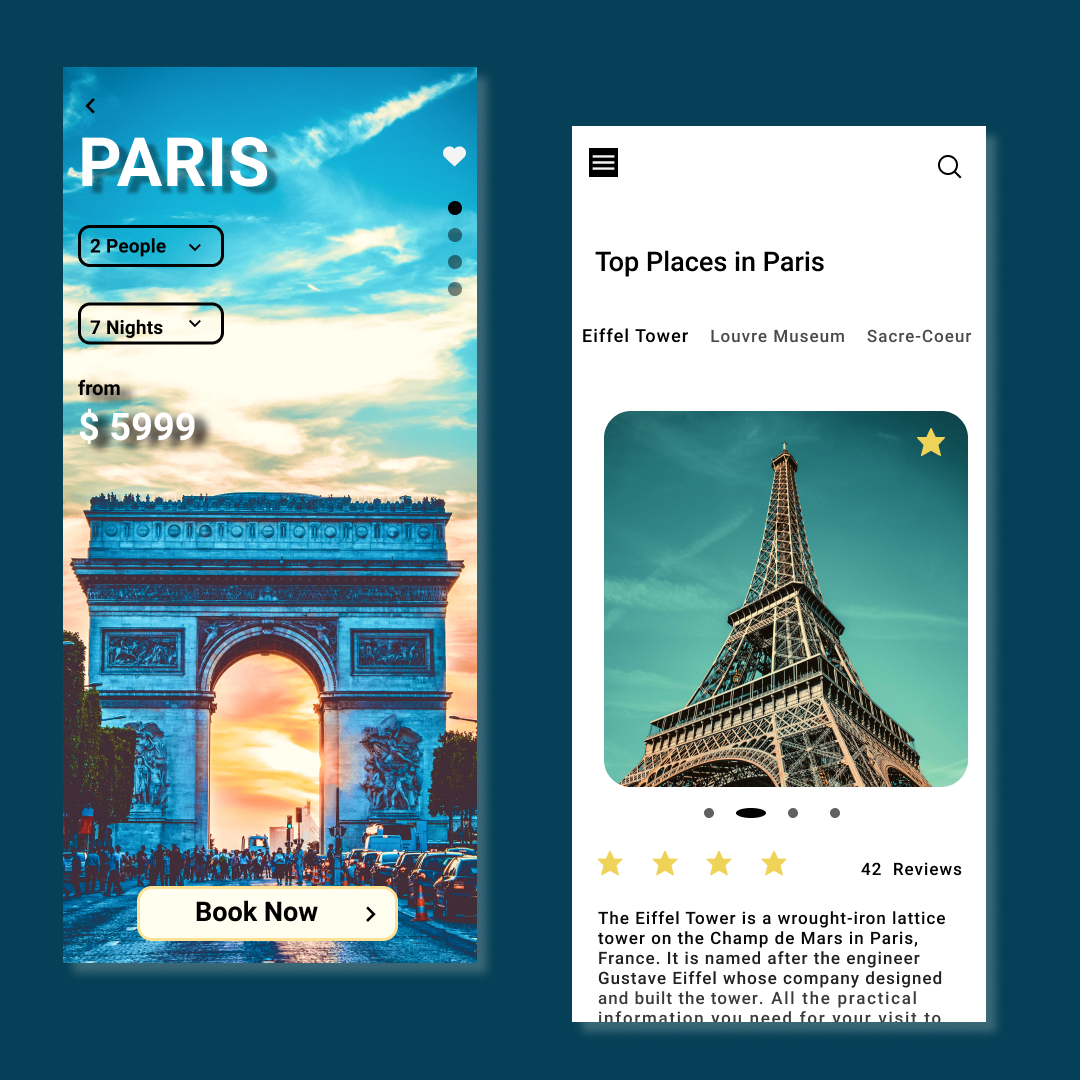 PARIS
2 People
7 Nights
from
$ 5999
Book Now
Top Places in Paris
Eiffel Tower Louvre Museum Sacre-Coeur
42 Reviews
The Eiffel Tower is a wrought-iron lattice
tower on the Champ de Mars in Paris,
France. It is named after the engineer
Gustave Eiffel whose company designed
and built the tower. All the practical
information you need for your visit to